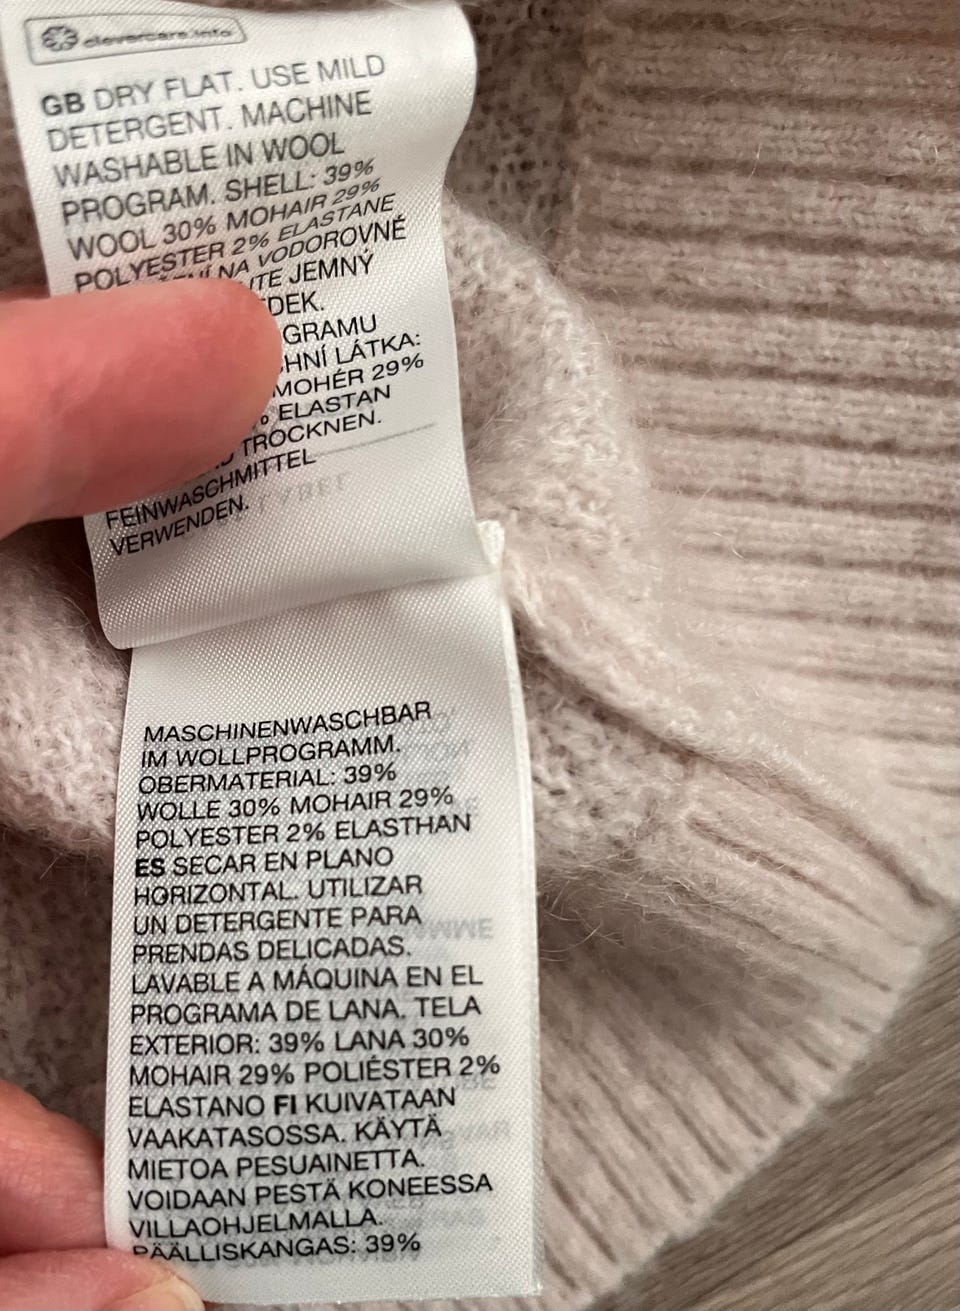 clevercare.info
GB DRY FLAT. USE MILD
DETERGENT. MACHINE
WASHABLE IN WOOL
PROGRAM. SHELL: 39%
WOOL 30% MOHAIR 29%
POLYESTER 2% ELASTANE
NA VODOROVNÉ
JEMNÝ
LÁTKA:
MOHÉR 29%
ELASTAN
TROCKNEN.
FEINWASCHMITTEL
VERWENDEN.
MASCHINENWASCHBAR
IM WOLLPROGRAMM.
OBERMATERIAL: 39%
WOLLE 30% MOHAIR 29%
POLYESTER 2% ELASTHAN
ES SECAR EN PLANO
HORIZONTAL. UTILIZAR
UN DETERGENTE PARA
PRENDAS DELICADAS.
LAVABLE A MÁQUINA EN EL
PROGRAMA DE LANA. TELA
EXTERIOR: 39% LANA 30%
MOHAIR 29% POLIÉSTER 2%
ELASTANO FI KUIVATAAN
VAAKATASOSSA. KÄYTÄ
MIETOA PESUAINETTA.
VOIDAAN PESTÄ KONEESSA
VILLAOHJELMALLA.
PÄÄLLISKANGAS: 39%